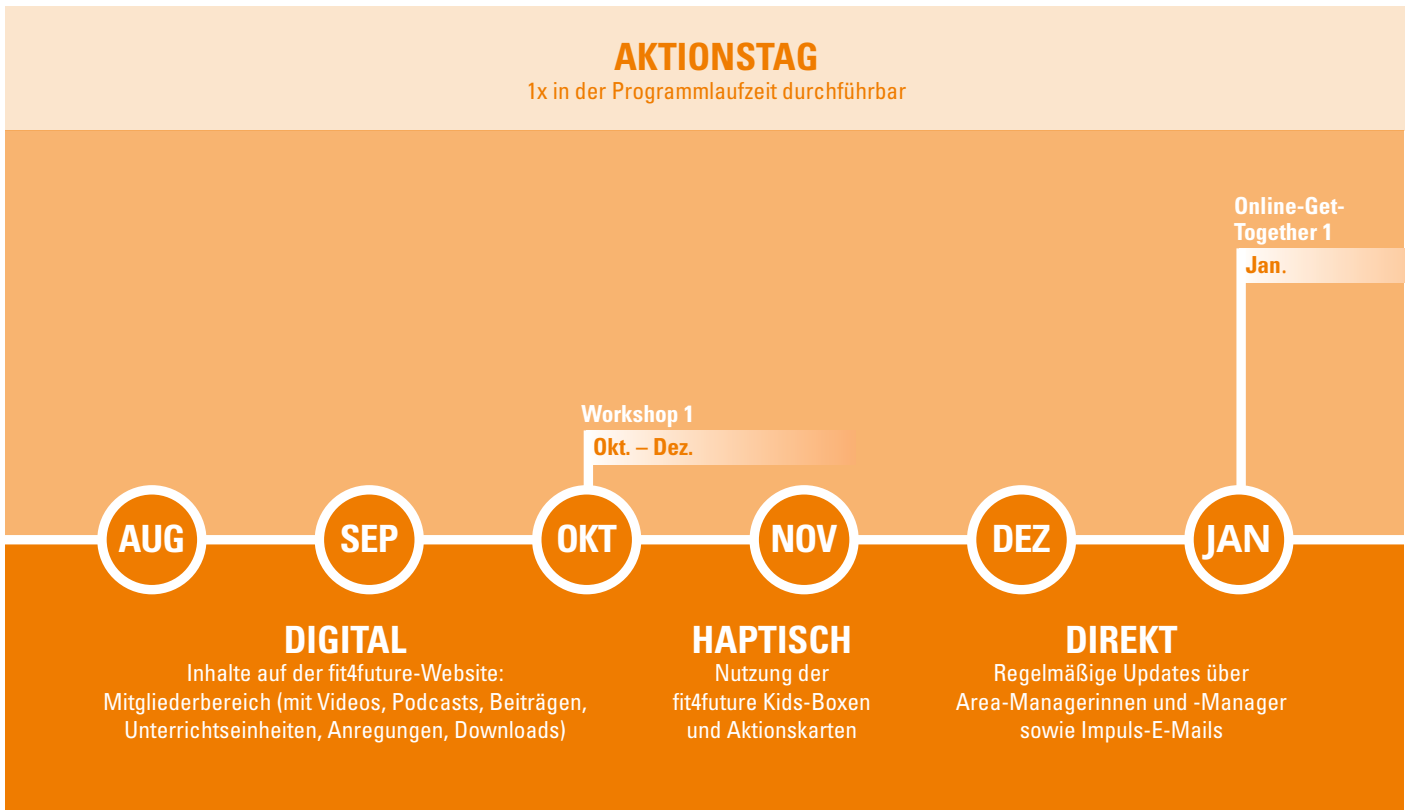 AKTIONSTAG
1x in der Programmlaufzeit durchführbar
Online-Get-
Together 1
Jan.
Workshop 1
Okt. – Dez.
AUG
SEP
OKT
NOV
DEZ
JAN
DIGITAL
Inhalte auf der fit4future-Website:
Mitgliederbereich (mit Videos, Podcasts, Beiträgen,
Unterrichtseinheiten, Anregungen, Downloads)
HAPTISCH
Nutzung der
fit4future Kids-Boxen
und Aktionskarten
DIREKT
Regelmäßige Updates über
Area-Managerinnen und -Manager
sowie Impuls-E-Mails